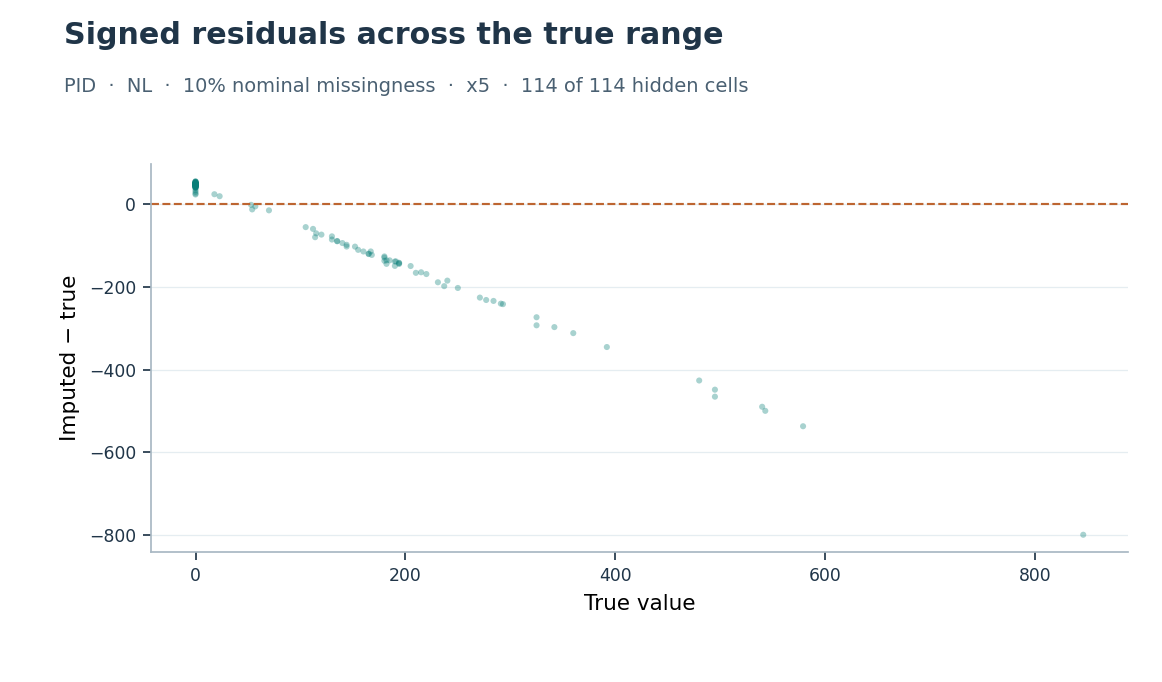 Signed residuals across the true range
PID · NL · 10% nominal missingness · x5 · 114 of 114 hidden cells
Imputed − true
0
−200
−400
−600
−800
0 200 400 600 800
True value